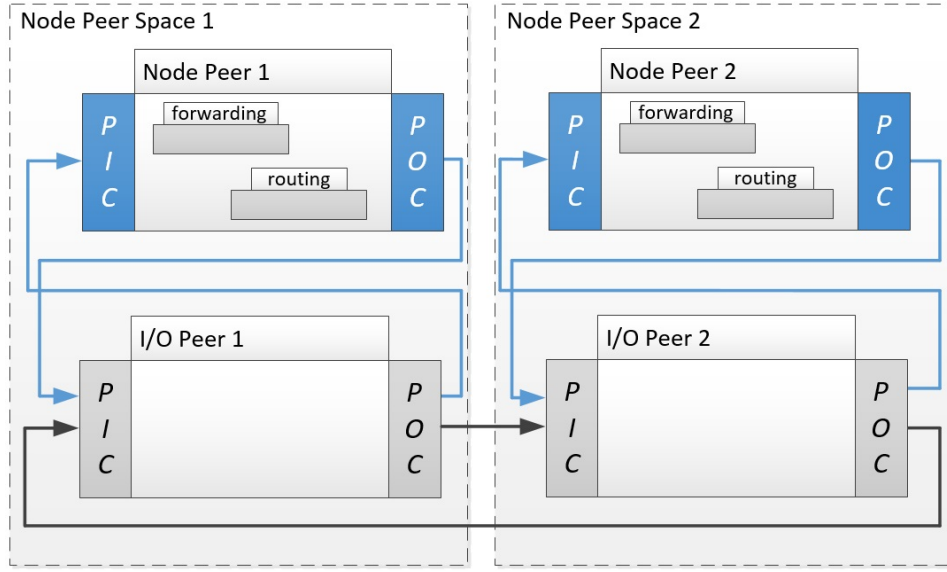 Node Peer Space 1
Node Peer 1
P
I
C
forwarding
routing
P
O
C
I/O Peer 1
P
I
C
P
O
C
Node Peer Space 2
Node Peer 2
P
I
C
forwarding
routing
P
O
C
I/O Peer 2
P
I
C
P
O
C